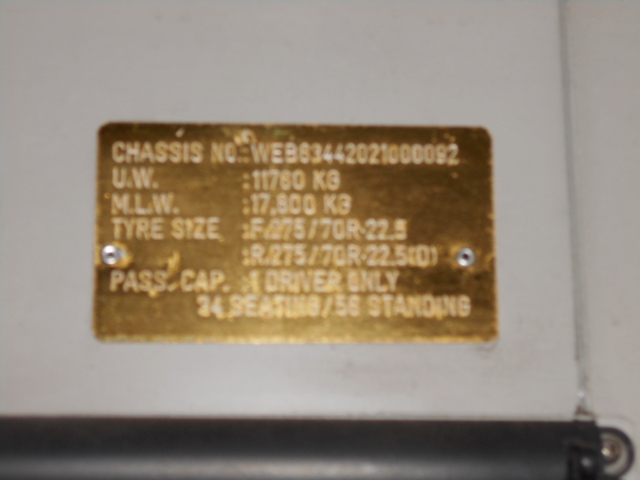 CHASSIS NO.:WEB63442021000092
U.W. :11760 KG
M.L.W. :17,800 KG
TYRE SIZE :F.275/70R-22.5
:R.275/70R-22.5(D)
PASS. CAP. :1 DRIVER ONLY
34 SEATING/56 STANDING